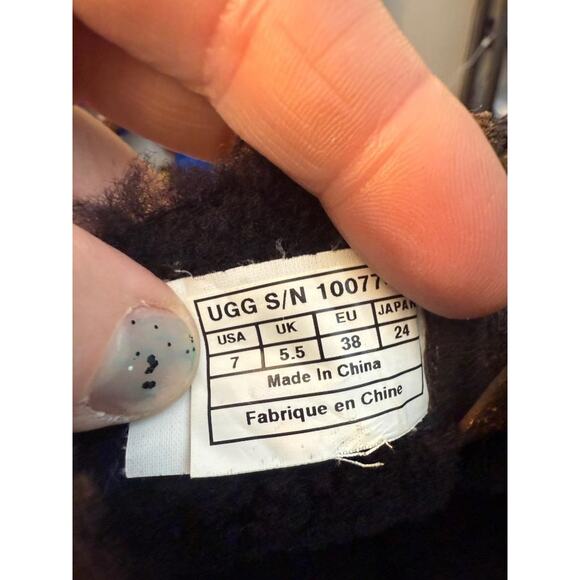 UGG S/N 10077
USA UK EU JAPAN
7 5.5 38 24
Made In China
Fabrique en Chine